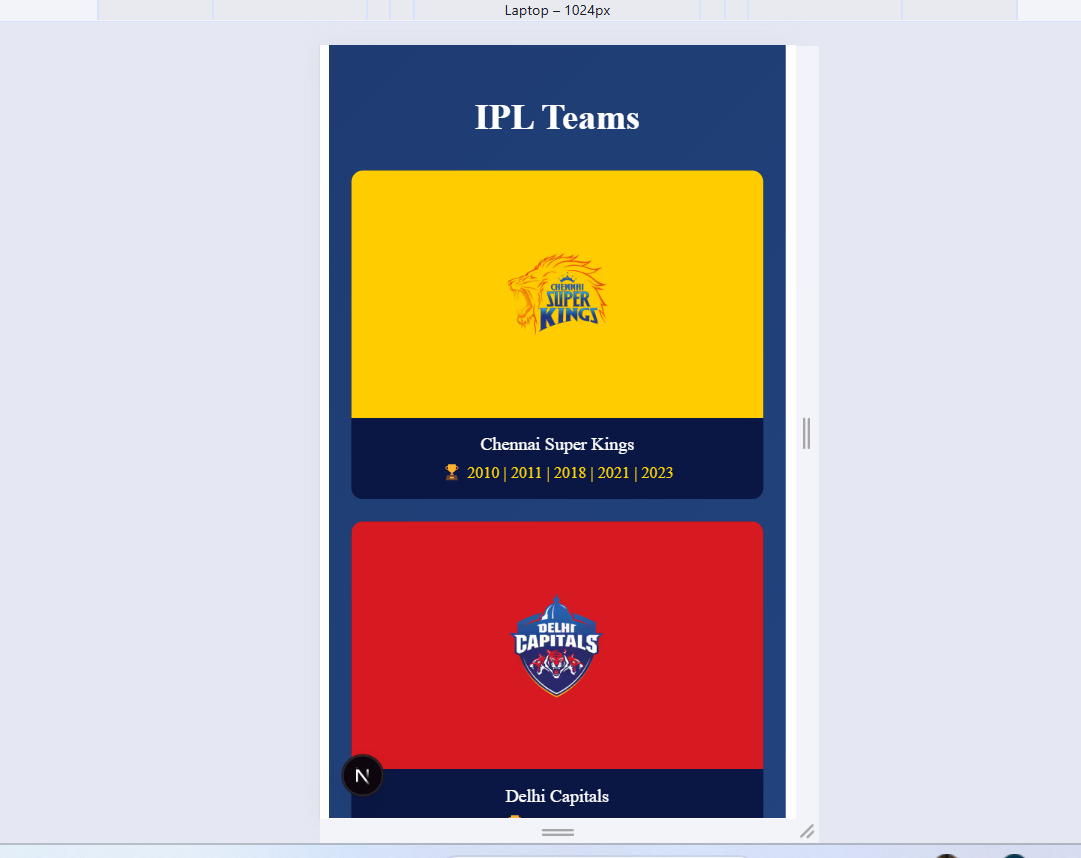 Laptop – 1024px
IPL Teams
CHENNAI
SUPER
KINGS
Chennai Super Kings
2010 | 2011 | 2018 | 2021 | 2023
DELHI
CAPITALS
N
Delhi Capitals